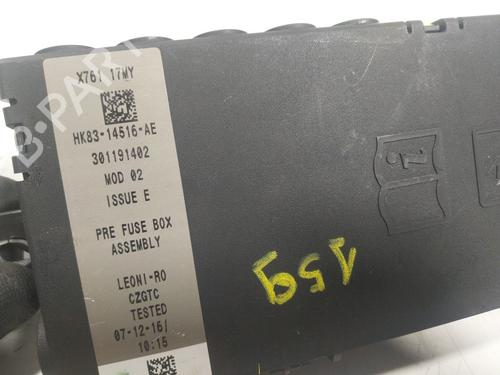 X761 17MY
HK83-14516-AE
301191402
MOD 02
ISSUE E
PRE FUSE BOX
ASSEMBLY
LEONI-RO
CZGTC
TESTED
07-12-16/
10:15
159
B-PARTS